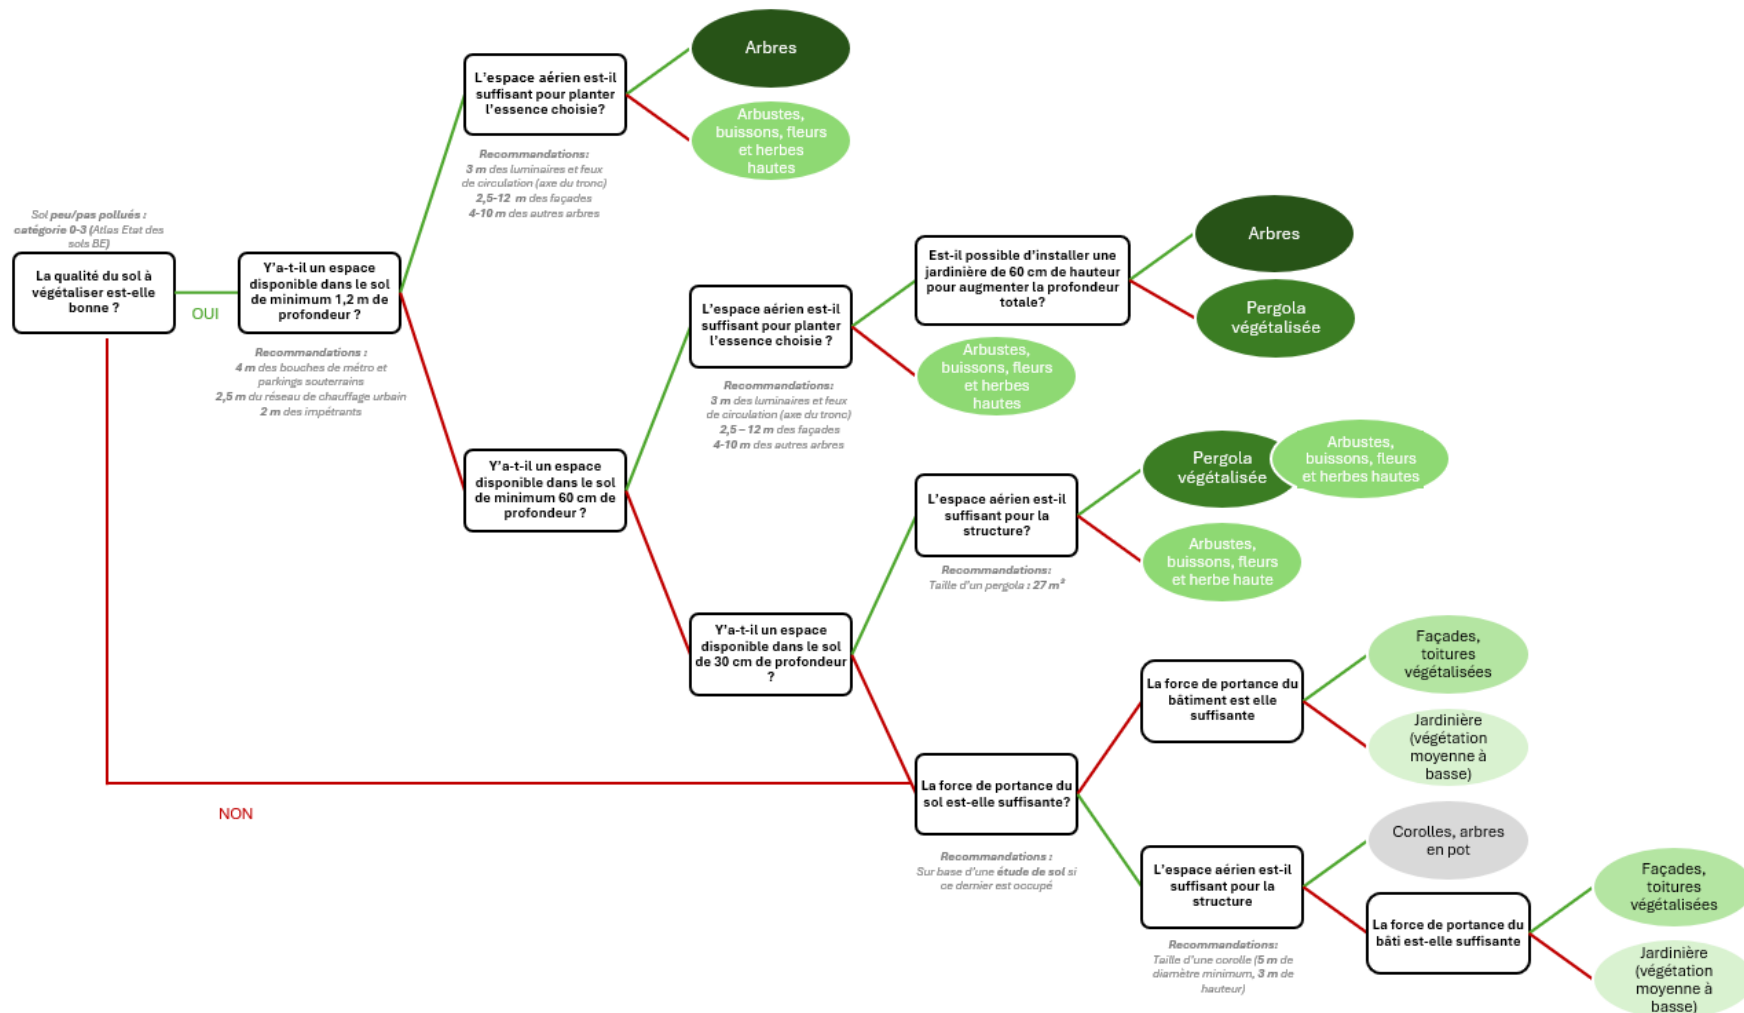 Sol peu/pas pollués :
catégorie 0-3 (Atlas Etat des
sols BE)
La qualité du sol à
végétaliser est-elle
bonne ?
OUI
NON
Y'a-t-il un espace
disponible dans le sol
de minimum 1,2 m de
profondeur ?
Recommandations :
4 m des bouches de métro et
parkings souterrains
2,5 m du réseau de chauffage urbain
2 m des impétrants
L'espace aérien est-il
suffisant pour planter
l'essence choisie?
Recommandations:
3 m des luminaires et feux
de circulation (axe du tronc)
2,5-12 m des façades
4-10 m des autres arbres
Arbres
Arbustes,
buissons, fleurs
et herbes
hautes
Y'a-t-il un espace
disponible dans le sol
de minimum 60 cm de
profondeur ?
L'espace aérien est-il
suffisant pour planter
l'essence choisie ?
Recommandations:
3 m des luminaires et feux
de circulation (axe du tronc)
2,5 – 12 m des façades
4-10 m des autres arbres
Est-il possible d'installer une
jardinière de 60 cm de hauteur
pour augmenter la profondeur
totale?
Arbres
Pergola
végétalisée
Arbustes,
buissons, fleurs
et herbes
hautes
Y'a-t-il un espace
disponible dans le sol
de 30 cm de profondeur
?
L'espace aérien est-il
suffisant pour la
structure?
Recommandations:
Taille d'un pergola : 27 m²
Pergola
végétalisée
Arbustes,
buissons, fleurs
et herbes hautes
Arbustes,
buissons, fleurs
et herbe haute
La force de portance du
sol est-elle suffisante?
Recommandations :
Sur base d'une étude de sol si
ce dernier est occupé
La force de portance du
bâtiment est elle
suffisante
Façades,
toitures
végétalisées
Jardinière
(végétation
moyenne à
basse)
L'espace aérien est-il
suffisant pour la
structure
Recommandations:
Taille d'une corolle (5 m de
diamètre minimum, 3 m de
hauteur)
Corolles, arbres
en pot
La force de portance du
bâti est-elle suffisante
Façades,
toitures
végétalisées
Jardinière
(végétation
moyenne à
basse)